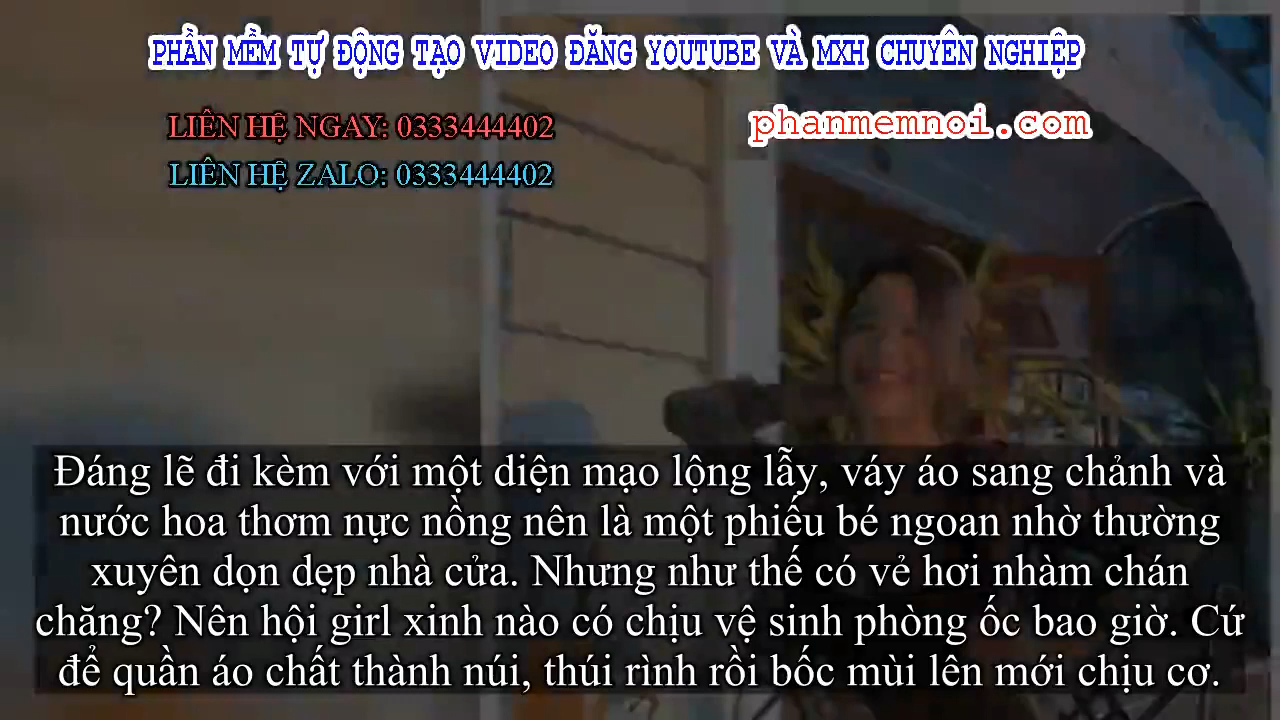 PHẦN MỀM TỰ ĐỘNG TẠO VIDEO ĐĂNG YOUTUBE VÀ MXH CHUYÊN NGHIỆP
LIÊN HỆ NGAY: 0333444402
phanmemnoi.com
LIÊN HỆ ZALO: 0333444402
Đáng lẽ đi kèm với một diện mạo lộng lẫy, váy áo sang chảnh và
nước hoa thơm nực nồng nên là một phiếu bé ngoan nhờ thường
xuyên dọn dẹp nhà cửa. Nhưng như thế có vẻ hơi nhàm chán
chăng? Nên hội girl xinh nào có chịu vệ sinh phòng ốc bao giờ. Cứ
để quần áo chất thành núi, thúi rình rồi bốc mùi lên mới chịu cơ.